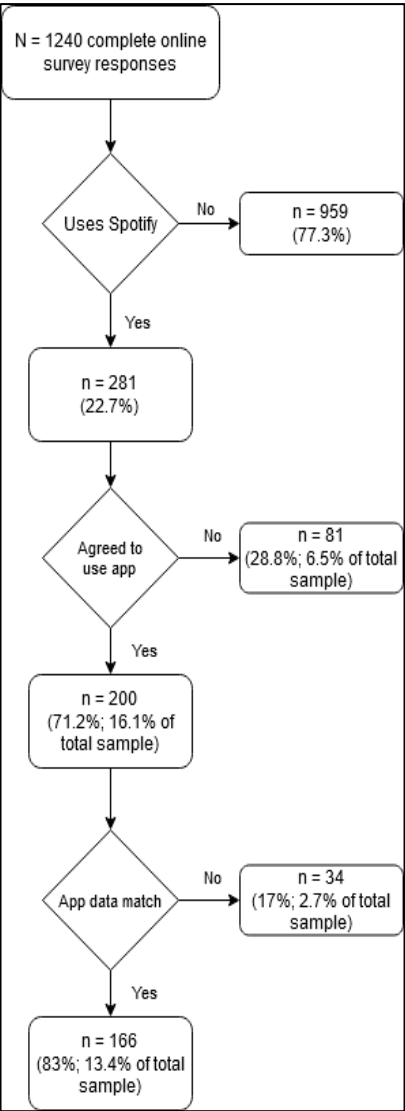 N = 1240 complete online
survey responses
Uses Spotify
No
n = 959
(77.3%)
Yes
n = 281
(22.7%)
Agreed to
use app
No
n = 81
(28.8%; 6.5% of total
sample)
Yes
n = 200
(71.2%; 16.1% of
total sample)
App data match
No
n = 34
(17%; 2.7% of total
sample)
Yes
n = 166
(83%; 13.4% of total
sample)